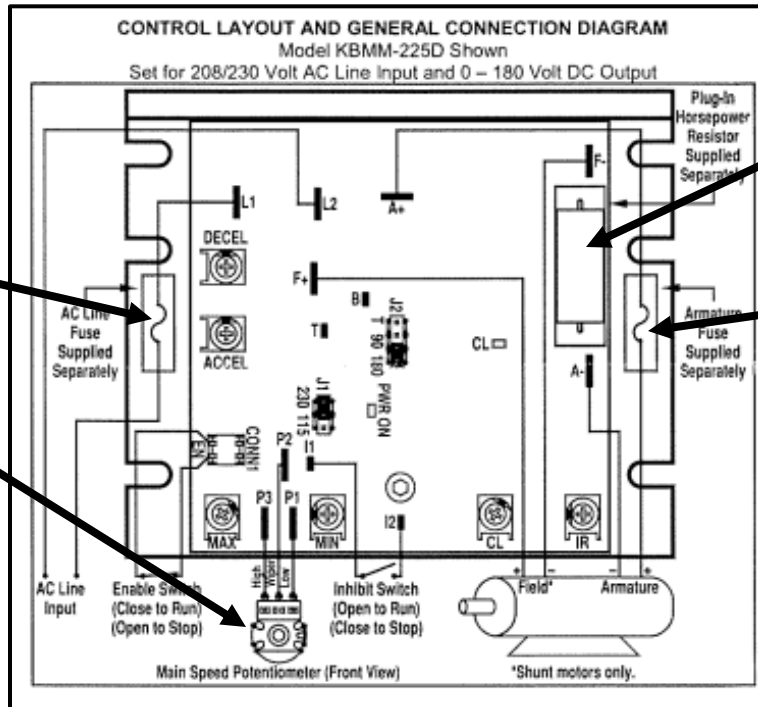 CONTROL LAYOUT AND GENERAL CONNECTION DIAGRAM
Model KBMM-225D Shown
Set for 208/230 Volt AC Line Input and 0 – 180 Volt DC Output
Plug-In
Horsepower
Resistor
Supplied
Separately
F-
L1
L2
A+
DECEL
F+
B
J2
T 90 180
T
CL
AC Line
Fuse
Supplied
Separately
Armature
Fuse
Supplied
Separately
ACCEL
A-
J1
230 115
PWR ON
EN
CONN1
P2
I1
P3
P1
I2
MAX
MIN
CL
IR
High
Wiper
Low
+ – – +
Field* Armature
AC Line
Input
Enable Switch
(Close to Run)
(Open to Stop)
Inhibit Switch
(Open to Run)
(Close to Stop)
Main Speed Potentiometer (Front View)
*Shunt motors only.